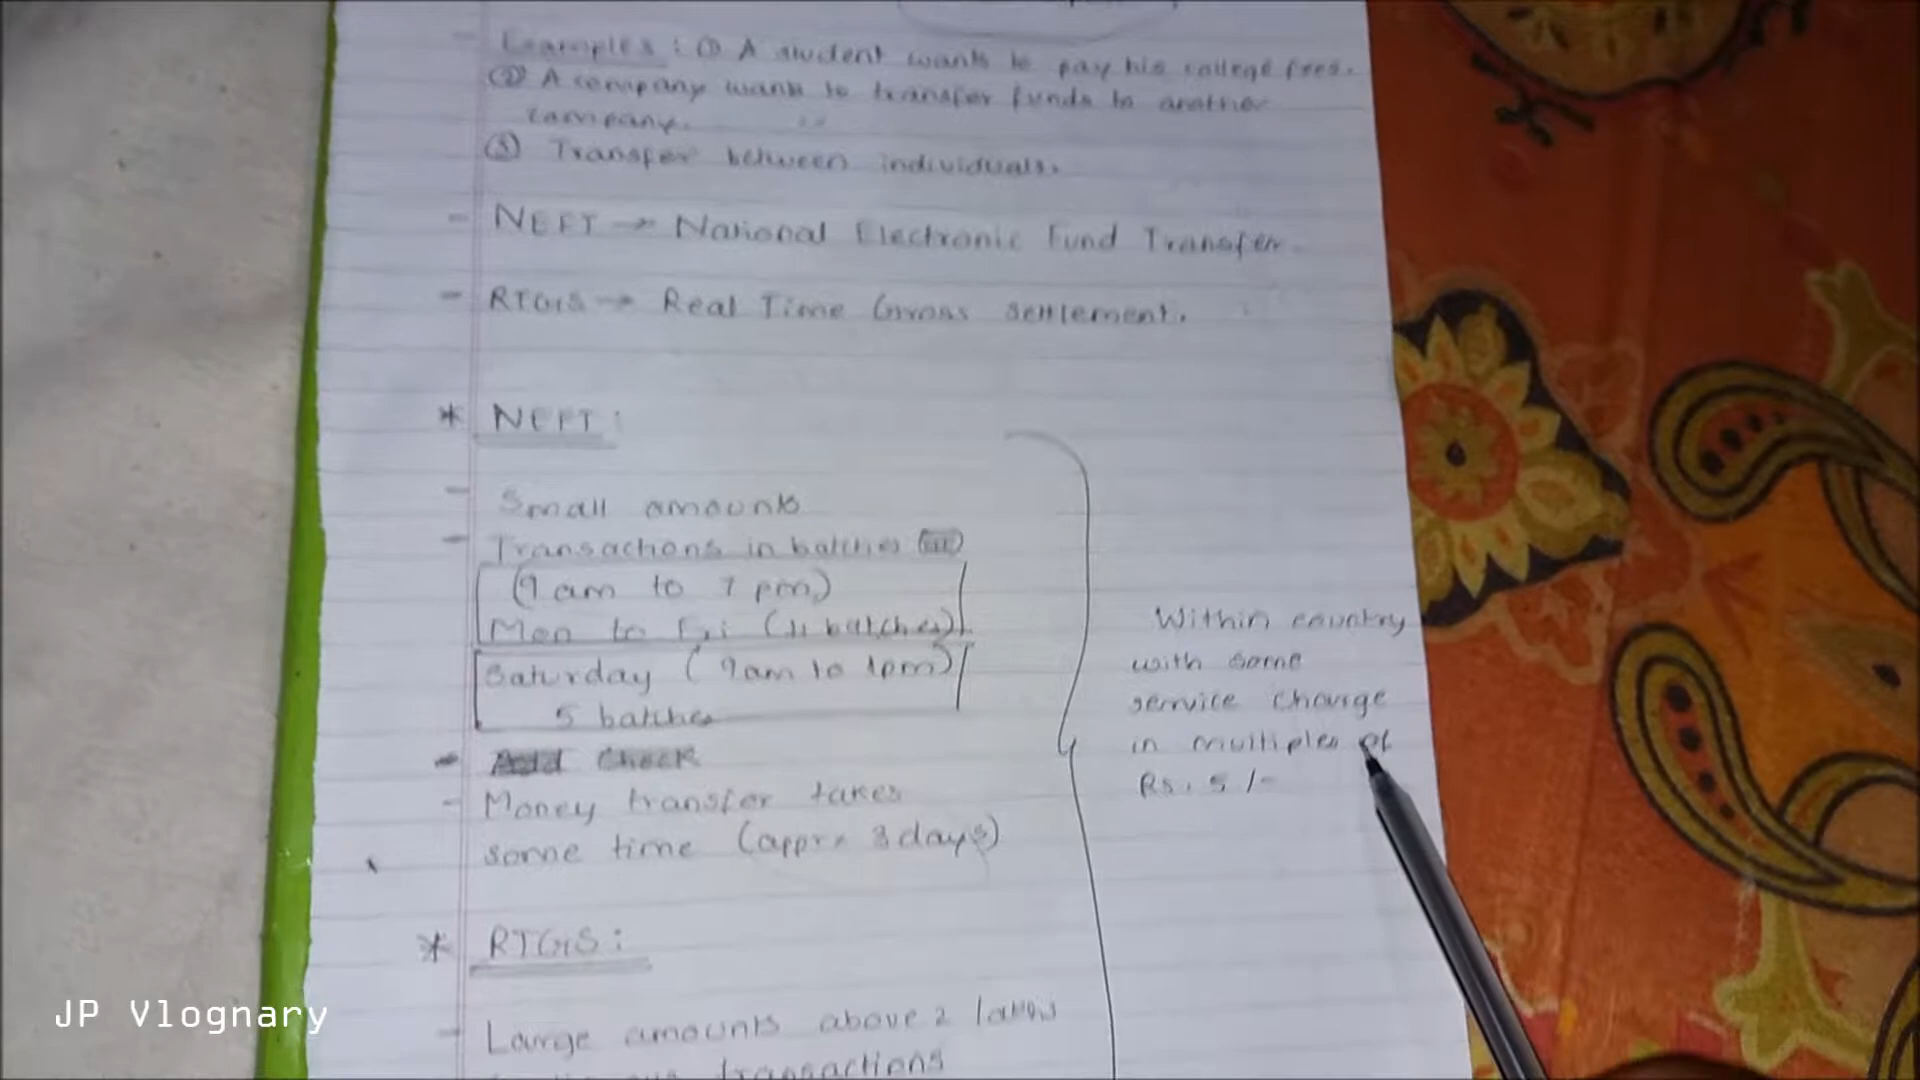 - Examples : ① A student wants to pay his college fees.
② A company wants to transfer funds to another
company.
③ Transfer between individuals.
- NEFT → National Electronic Fund Transfer.
- RTGS → Real Time Gross Settlement.
* NEFT :
- Small amounts
- Transactions in batches
(9 am to 7 pm)
Mon to Fri (11 batches)
Saturday (9am to 1pm)
5 batches
- Add Check
- Money transfer takes
some time (apprx 3 days)
Within country
with some
service charge
in multiples of
Rs. 5 /-
* RTGS :
- Large amounts above 2 lakhs
transactions
JP Vlognary